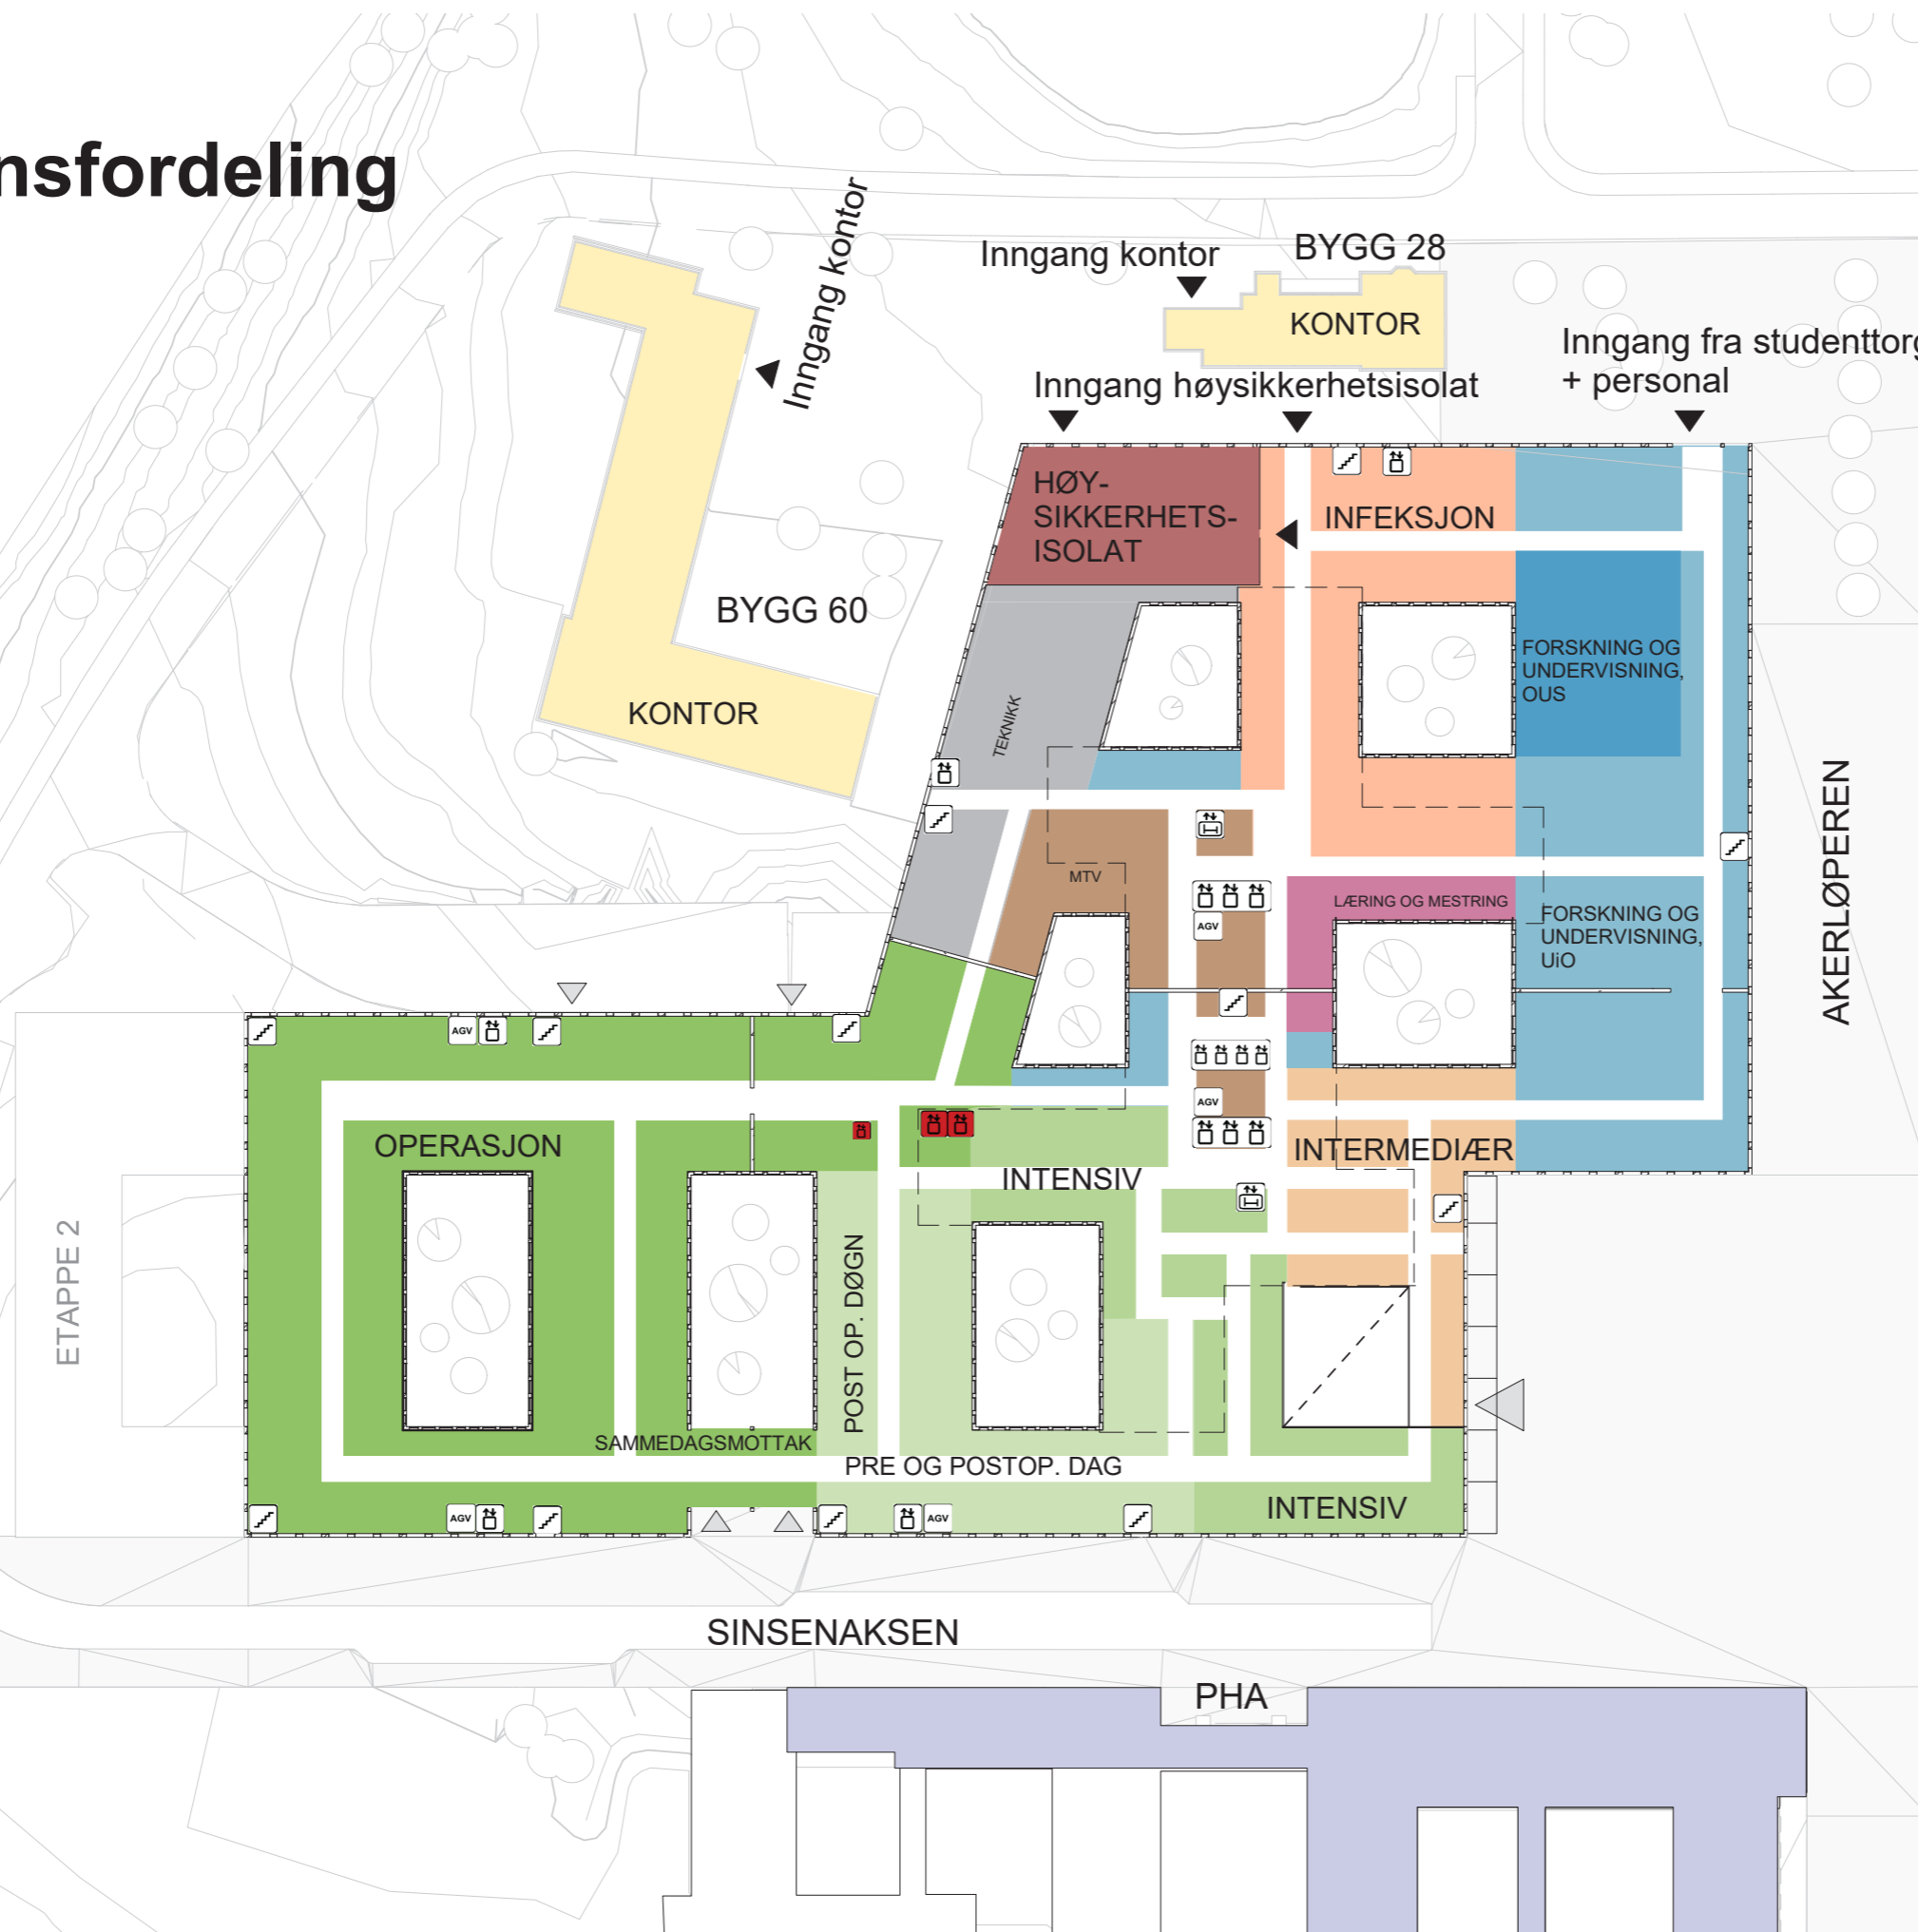 nsfordeling
Inngang kontor
Inngang kontor
BYGG 28
KONTOR
Inngang fra studenttorg
+ personal
Inngang høysikkerhetsisolat
HØY-
SIKKERHETS-
ISOLAT
INFEKSJON
BYGG 60
KONTOR
TEKNIKK
FORSKNING OG
UNDERVISNING,
OUS
AKERLØPEREN
MTV
LÆRING OG MESTRING
FORSKNING OG
UNDERVISNING,
UiO
AGV
AGV
AGV
OPERASJON
INTENSIV
INTERMEDIÆR
ETAPPE 2
POST OP. DØGN
SAMMEDAGSMOTTAK
PRE OG POSTOP. DAG
INTENSIV
AGV
AGV
SINSENAKSEN
PHA